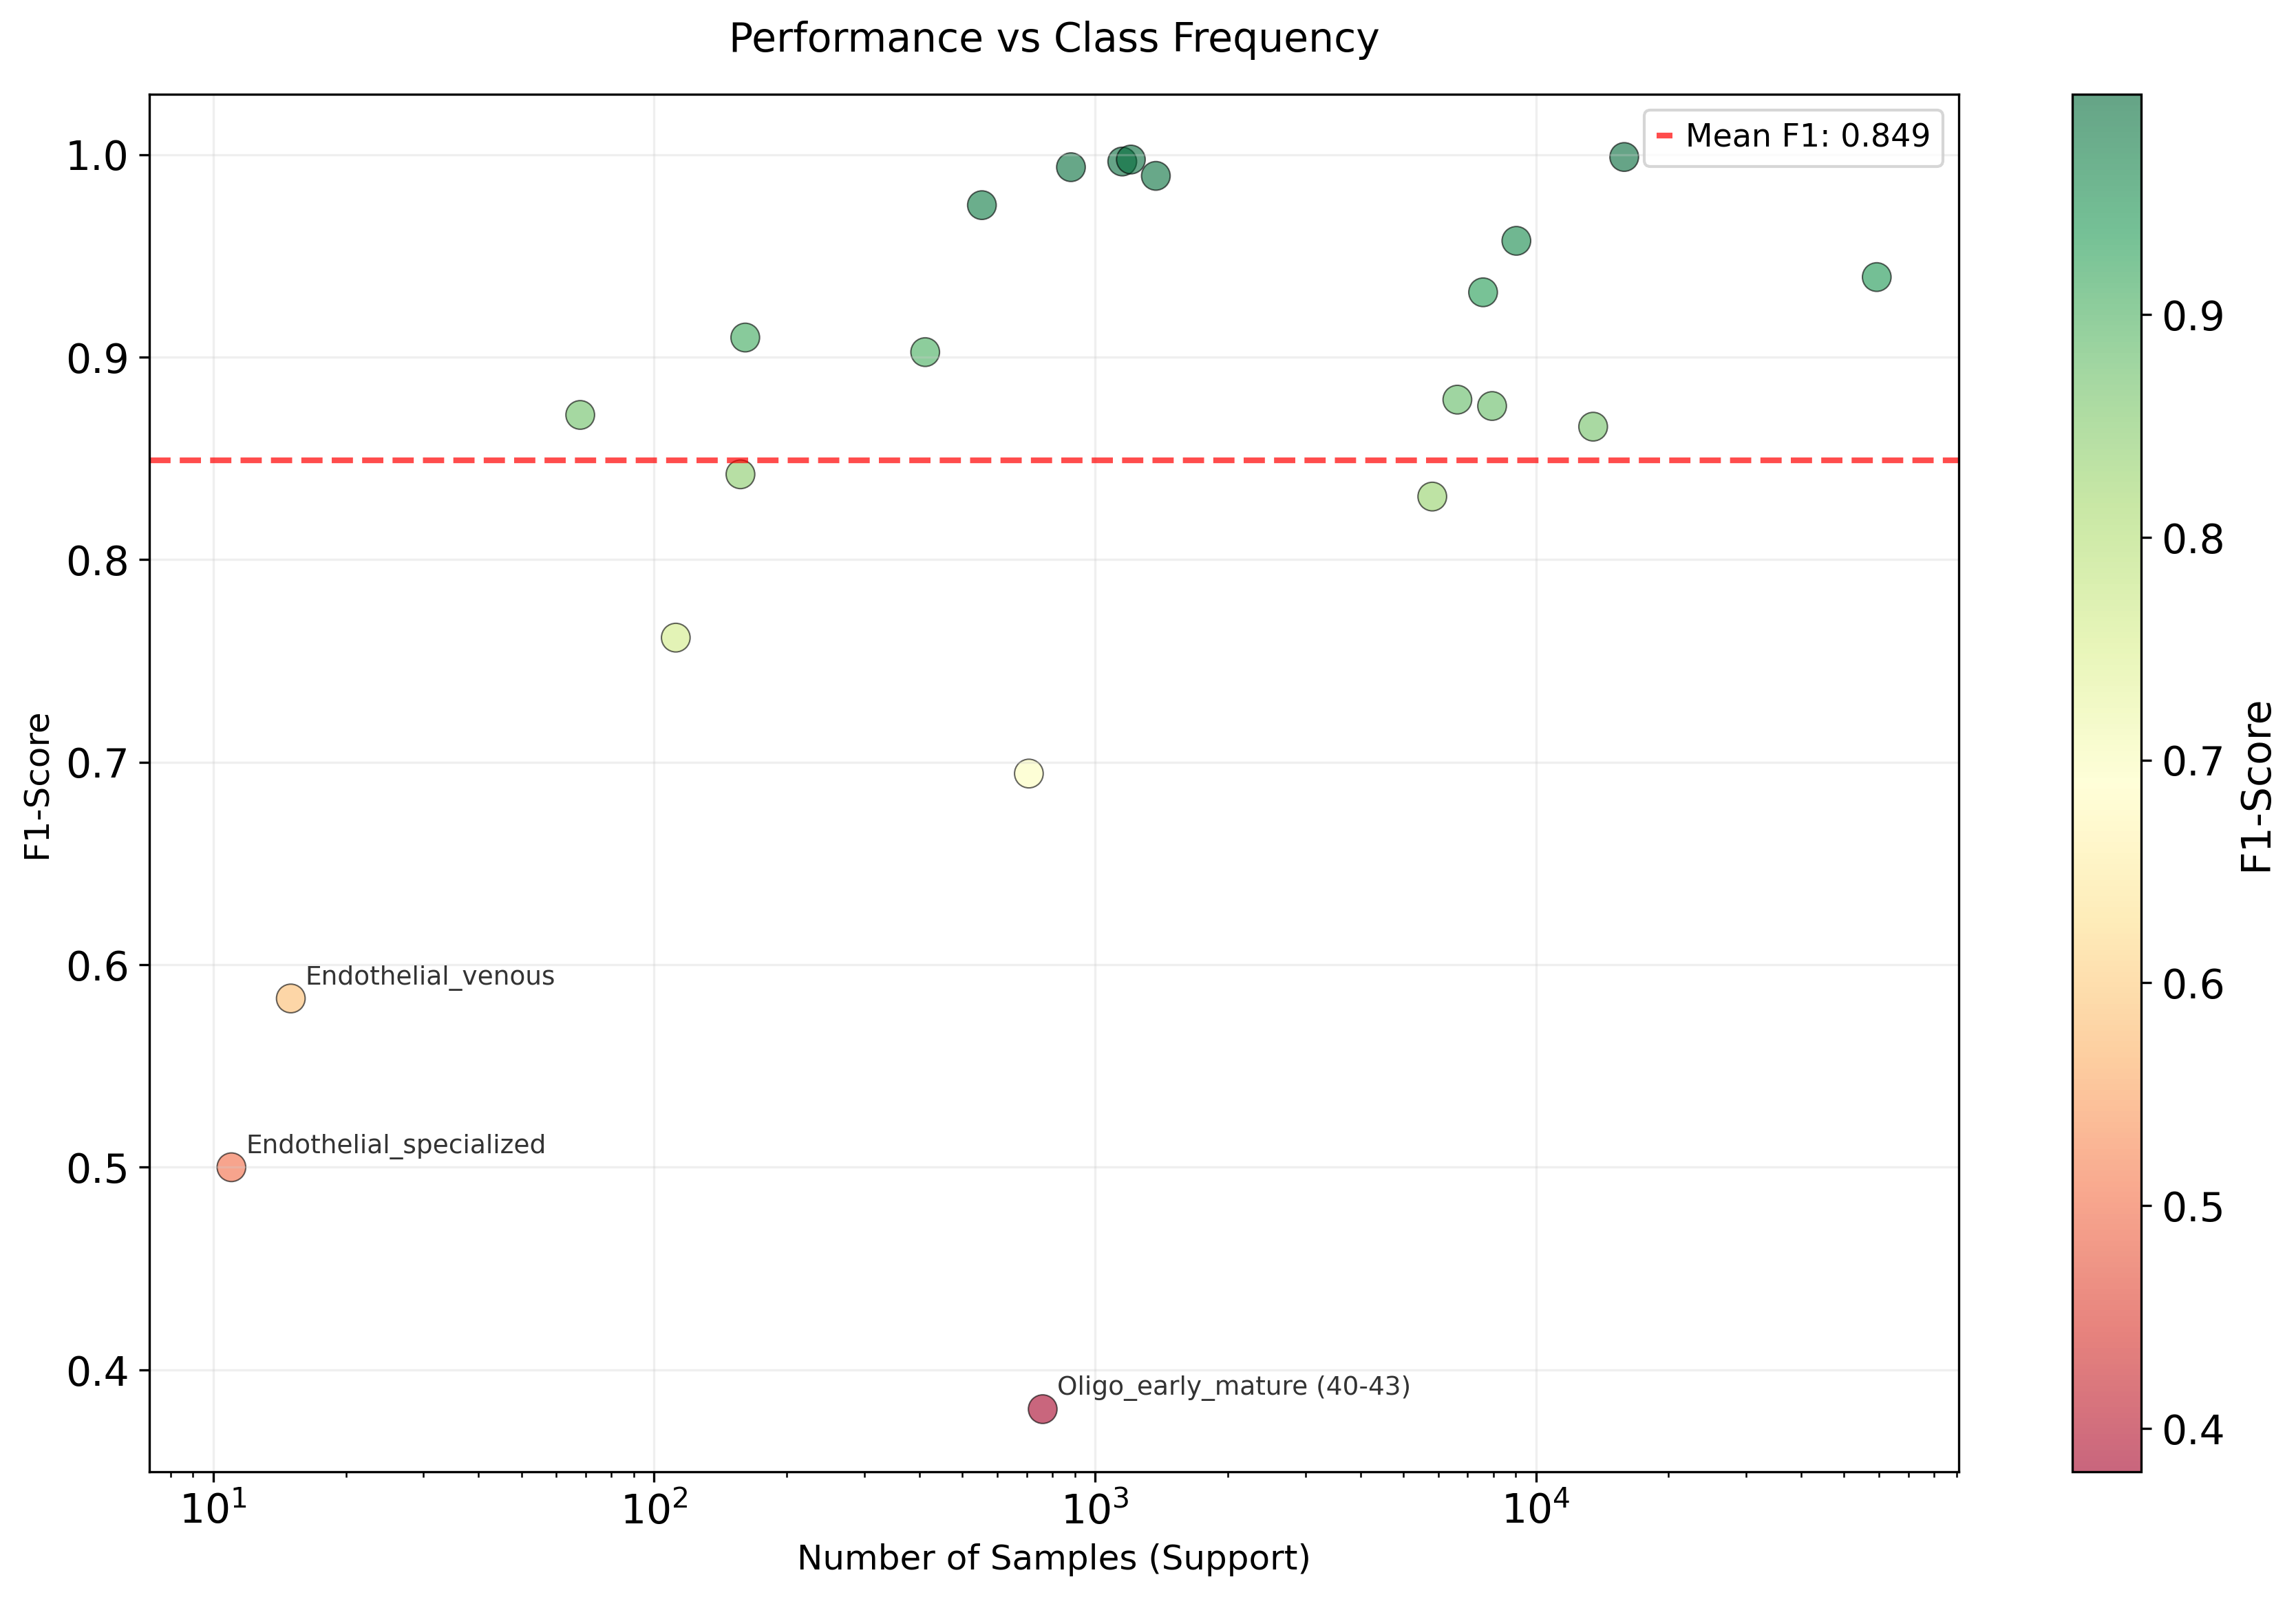 Performance vs Class Frequency
Mean F1: 0.849
1.0
0.9
0.8
0.7
0.6
0.5
0.4
F1-Score
Endothelial_venous
Endothelial_specialized
Oligo_early_mature (40-43)
10¹
10²
10³
10⁴
Number of Samples (Support)
0.9
0.8
0.7
0.6
0.5
0.4
F1-Score